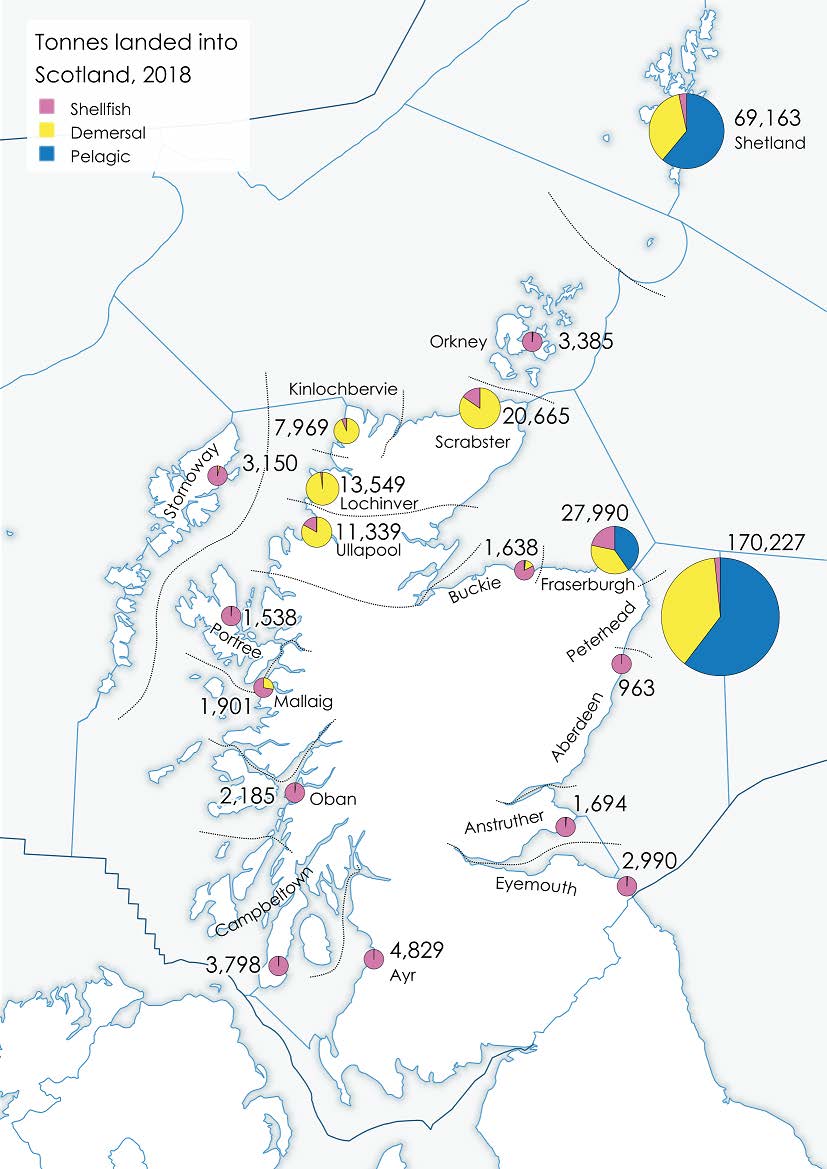 Tonnes landed into
Scotland, 2018
Shellfish
Demersal
Pelagic
69,163
Shetland
Orkney 3,385
Kinlochbervie
7,969
20,665
Scrabster
Stornoway
3,150
13,549
Lochinver
11,339
Ullapool
27,990
1,638
Buckie
Fraserburgh
170,227
Peterhead
1,538
Portree
963
Aberdeen
1,901
Mallaig
2,185 Oban
1,694
Anstruther
2,990
Eyemouth
Campbeltown
3,798
4,829
Ayr